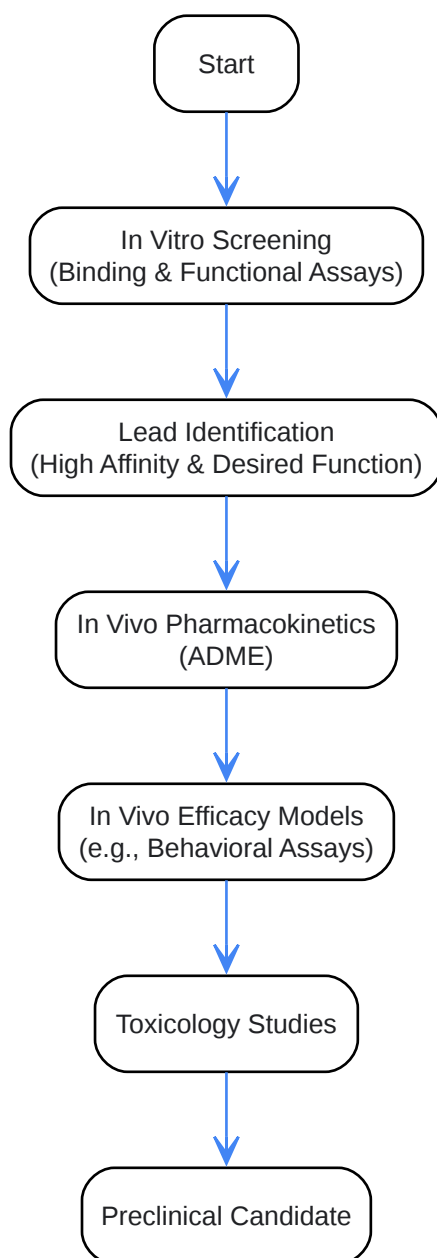 Start
In Vitro Screening
(Binding & Functional Assays)
Lead Identification
(High Affinity & Desired Function)
In Vivo Pharmacokinetics
(ADME)
In Vivo Efficacy Models
(e.g., Behavioral Assays)
Toxicology Studies
Preclinical Candidate